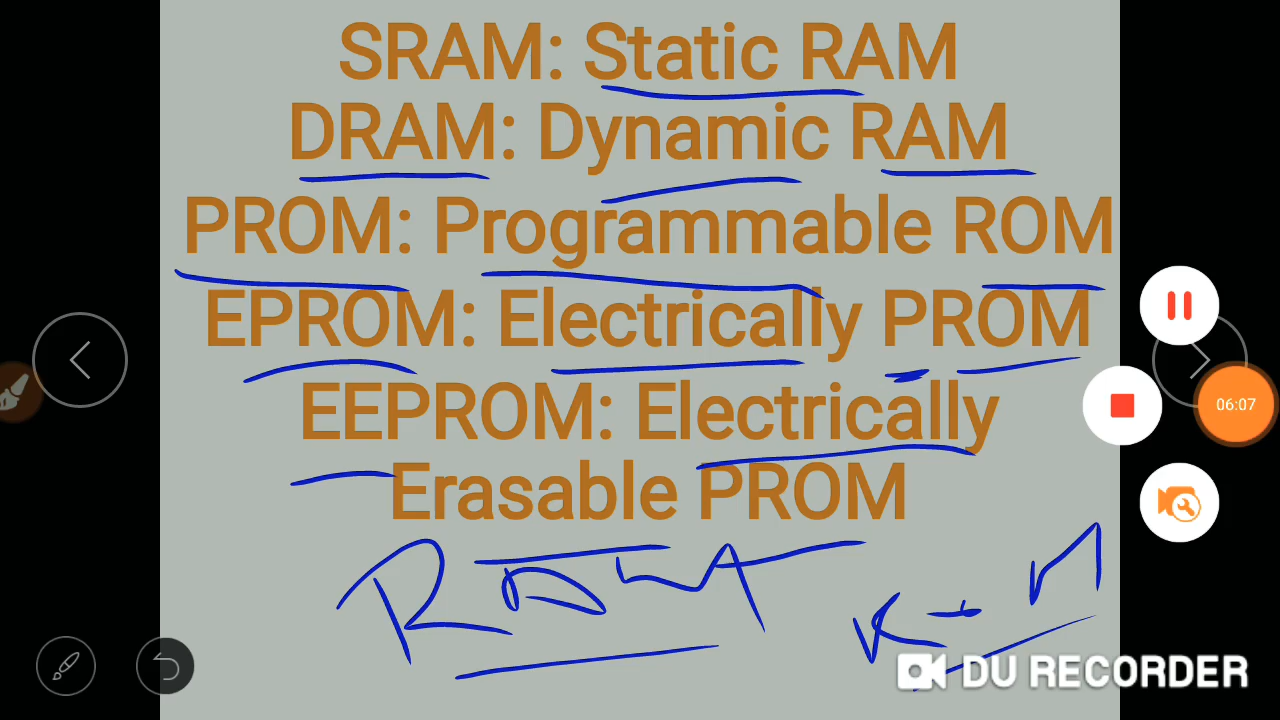 SRAM: Static RAM
DRAM: Dynamic RAM
PROM: Programmable ROM
EPROM: Electrically PROM
EEPROM: Electrically
Erasable PROM
06:07
DU RECORDER